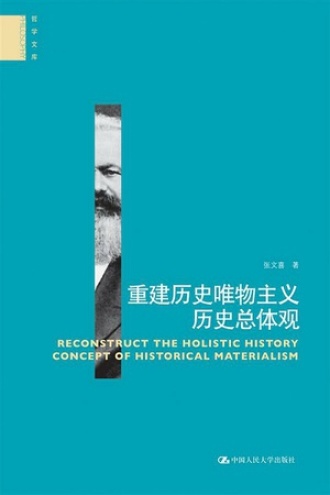 哲学文库
张文喜 著
重建历史唯物主义
历史总体观
RECONSTRUCT THE HOLISTIC HISTORY
CONCEPT OF HISTORICAL MATERIALISM
中国人民大学出版社